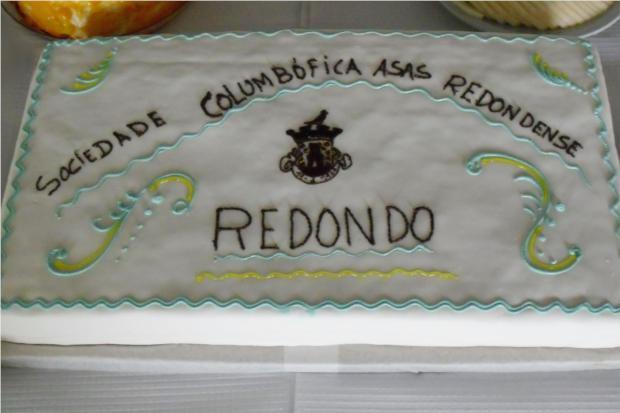 SOCIEDADE COLUMBÓFICA ASAS REDONDENSE
REDONDO